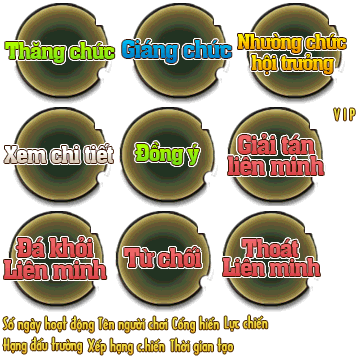 Thăng chức
Giáng chức
Nhường chức
hội trưởng
VIP
Xem chi tiết
Đồng ý
Giải tán
liên minh
Đá khỏi
Liên minh
Từ chối
Thoát
Liên minh
Số ngày hoạt động Tên người chơi Cống hiến Lực chiến
Hạng đấu trường Xếp hạng c.hiến Thời gian tạo